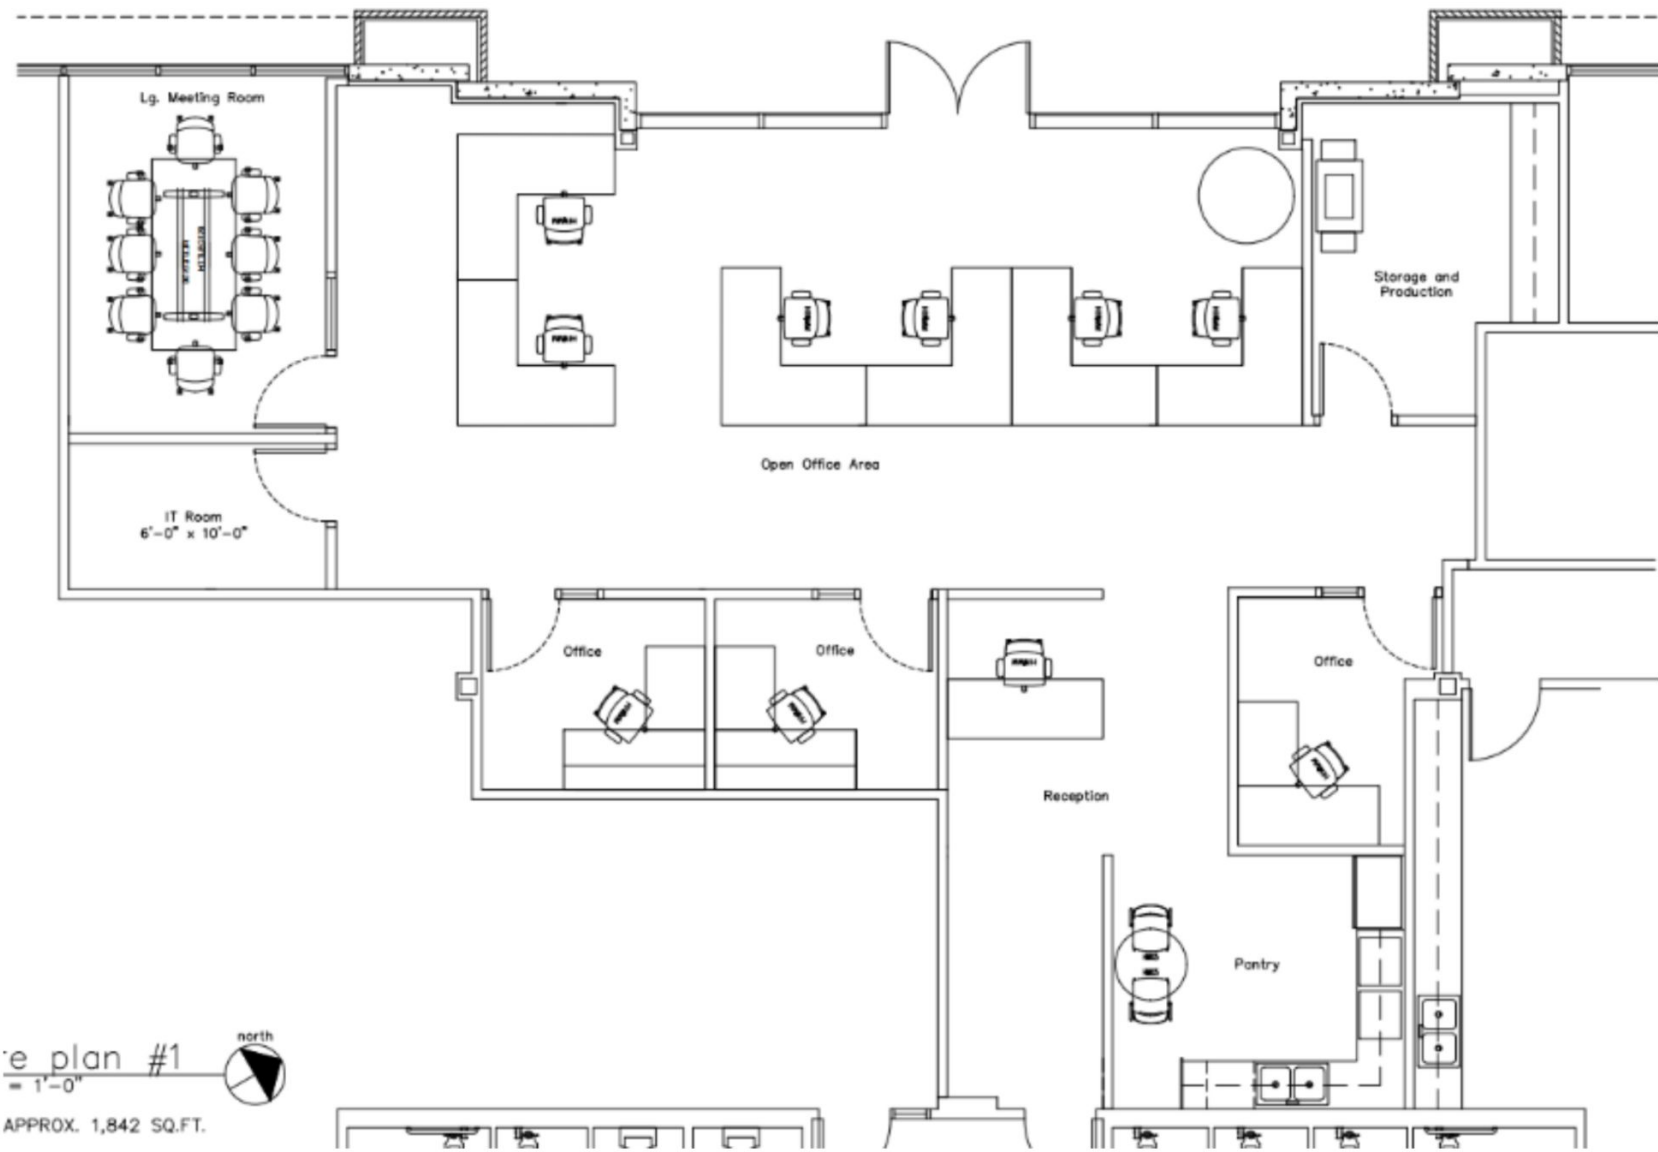 Lg. Meeting Room
Storage and
Production
Open Office Area
IT Room
6'-0" x 10'-0"
Office
Office
Office
Reception
Pantry
north
re plan #1
= 1'-0"
APPROX. 1,842 SQ.FT.